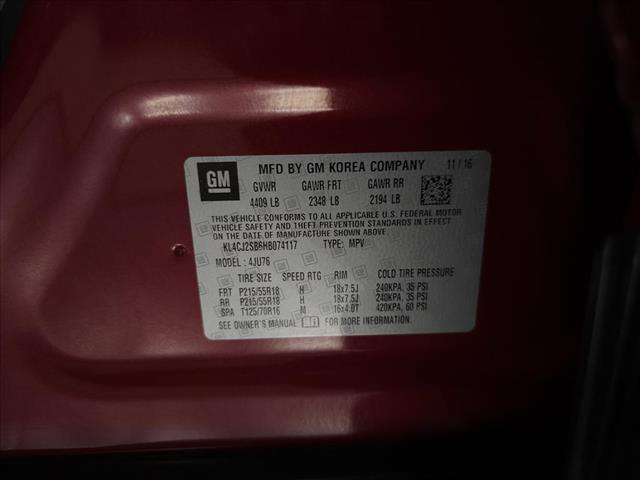 GM MFD BY GM KOREA COMPANY 11/16
GVWR GAWR FRT GAWR RR
4409 LB 2348 LB 2194 LB
THIS VEHICLE CONFORMS TO ALL APPLICABLE U.S. FEDERAL MOTOR
VEHICLE SAFETY AND THEFT PREVENTION STANDARDS IN EFFECT
ON THE DATE OF MANUFACTURE SHOWN ABOVE.
KL4CJ2SB6HB074117 TYPE: MPV
MODEL: 4JU76
TIRE SIZE SPEED RTG RIM COLD TIRE PRESSURE
FRT P215/55R18 H 18x7.5J 240KPA, 35 PSI
RR P215/55R18 H 18x7.5J 240KPA, 35 PSI
SPA T125/70R16 M 16x4.0T 420KPA, 60 PSI
SEE OWNER'S MANUAL FOR MORE INFORMATION.